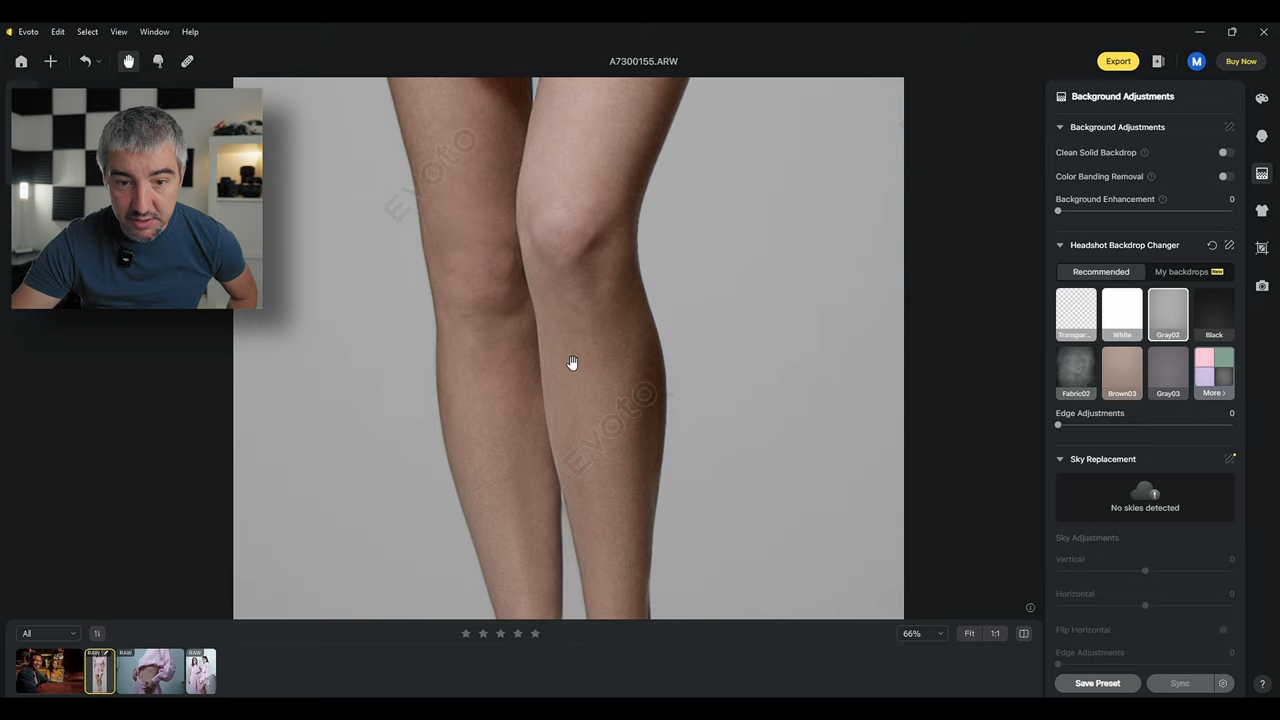 Evoto Edit Select View Window Help
A7300155.ARW
Export M Buy Now
Background Adjustments
Background Adjustments
Clean Solid Backdrop ?
Color Banding Removal ?
Background Enhancement ? 0
Headshot Backdrop Changer
Recommended My backdrops New
Transpar... White Gray02 Black
Fabric02 Brown03 Gray03 More >
Edge Adjustments 0
Sky Replacement
No skies detected
Sky Adjustments
Vertical 0
Horizontal 0
Flip Horizontal
Edge Adjustments 0
Save Preset Sync
Evoto
Evoto
All 66% Fit 1:1
RAW RAW RAW